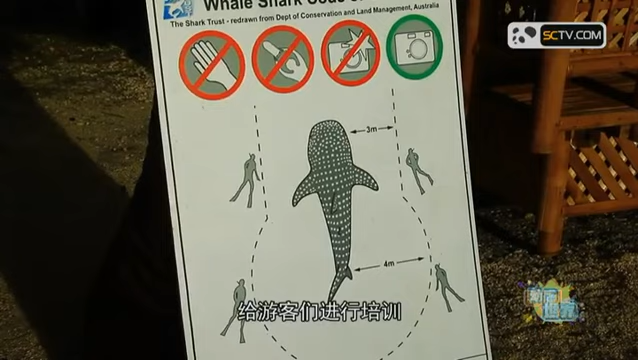 Whale Shark Code of
The Shark Trust - redrawn from Dept of Conservation and Land Management, Australia
SCTV.COM
3m
4m
给游客们进行培训